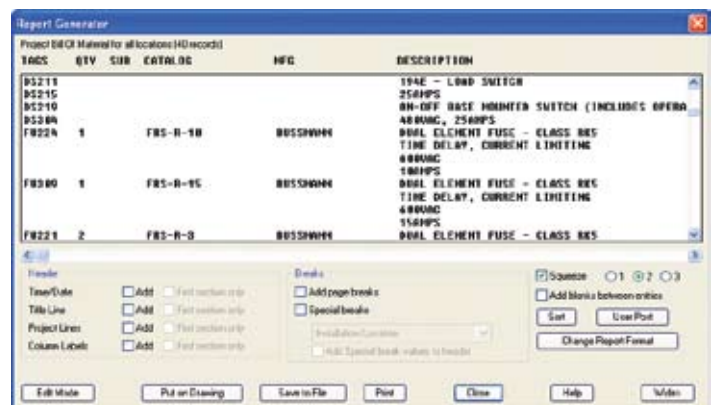 Report Generator
Project Bill Of Material for all locations (40 records)
TAGS QTY SUB CATALOG MFG DESCRIPTION
DS211 194E - LOAD SWITCH
DS215 25AMPS
DS219 ON-OFF BASE MOUNTED SWITCH (INCLUDES OPERA
DS304 480VAC, 25AMPS
FU224 1 FRS-R-10 BUSSMANN DUAL ELEMENT FUSE - CLASS RK5
TIME DELAY, CURRENT LIMITING
600VAC
10AMPS
FU309 1 FRS-R-15 BUSSMANN DUAL ELEMENT FUSE - CLASS RK5
TIME DELAY, CURRENT LIMITING
600VAC
15AMPS
FU221 2 FRS-R-3 BUSSMANN DUAL ELEMENT FUSE - CLASS RK5
Header Breaks Squeeze 1 2 3
Time/Date Add First section only Add page breaks Add blanks between entries
Title Line Add First section only Special breaks Sort User Post
Project Lines Add First section only Installation/Location Change Report Format
Column Labels Add First section only Add Special break values to header
Edit Mode Put on Drawing Save to File Print Close Help Wider